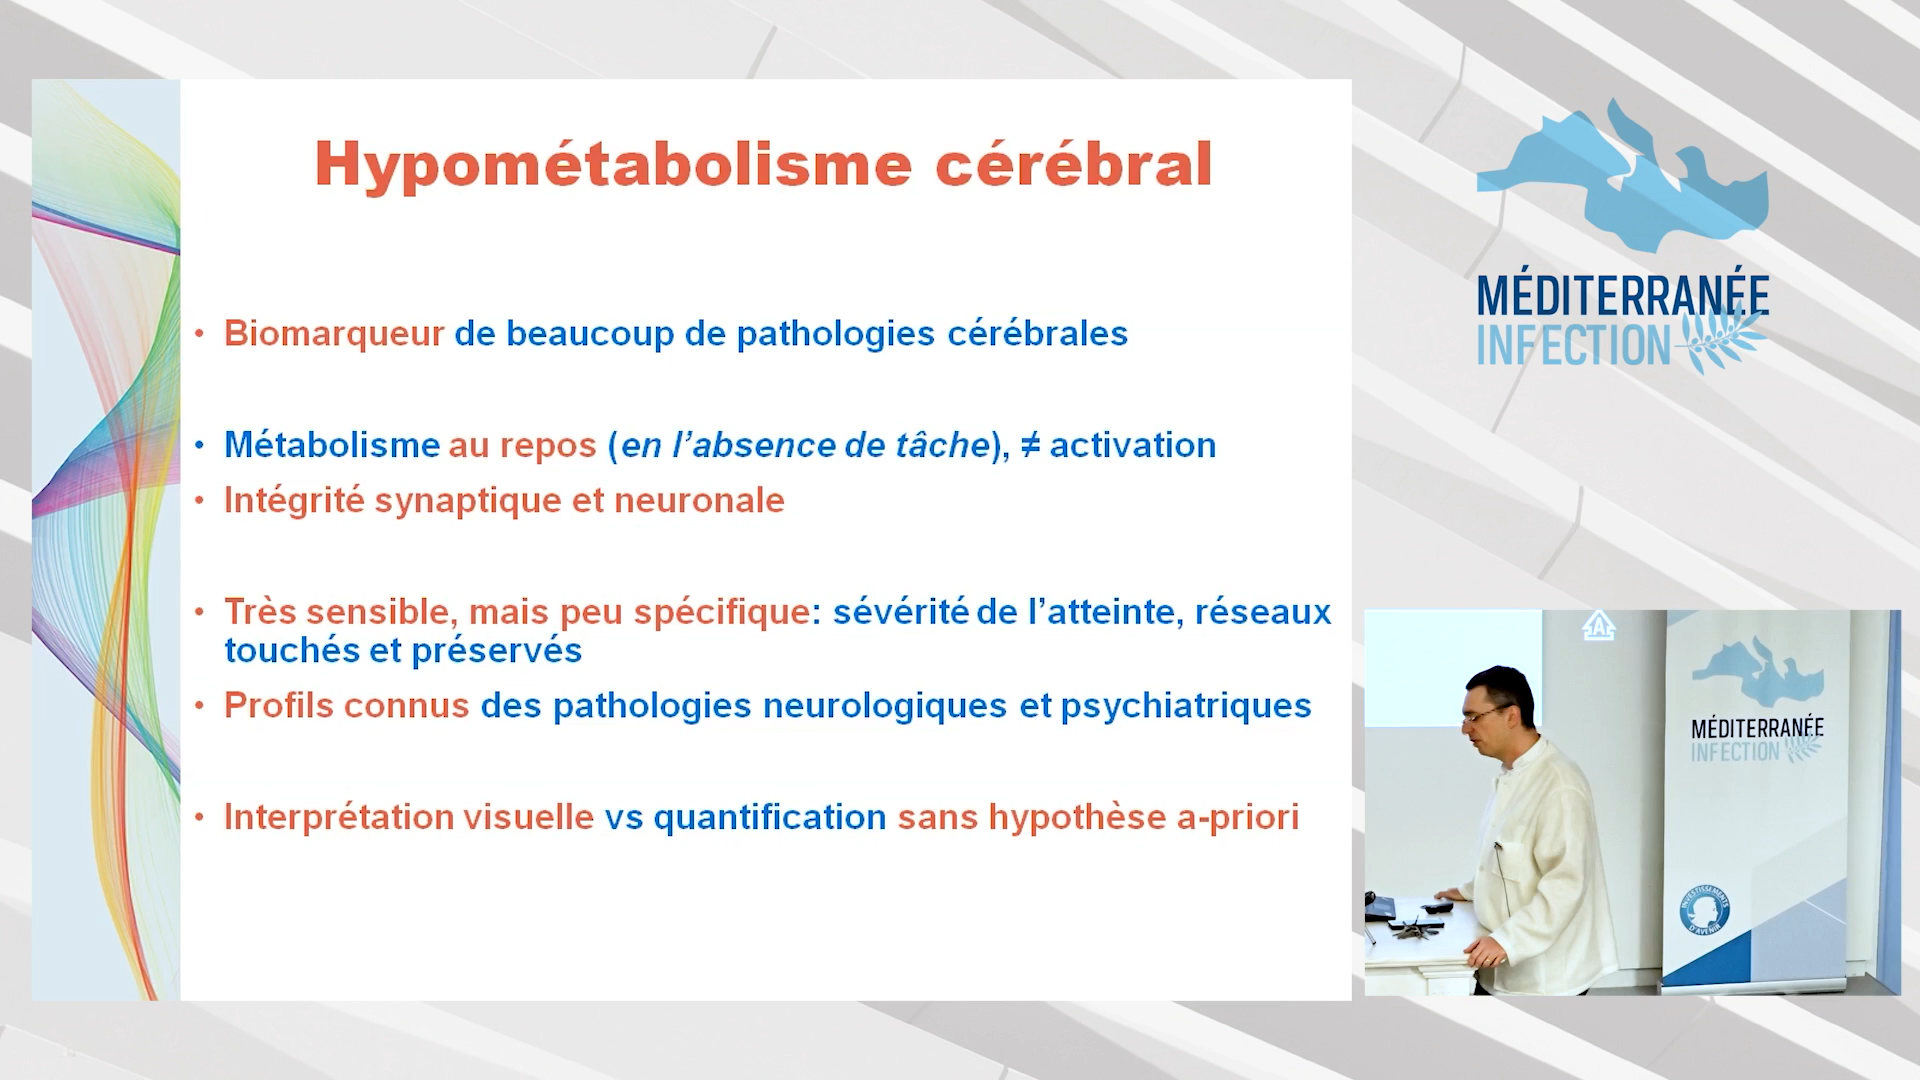 Hypométabolisme cérébral
• Biomarqueur de beaucoup de pathologies cérébrales
• Métabolisme au repos (en l’absence de tâche), ≠ activation
• Intégrité synaptique et neuronale
• Très sensible, mais peu spécifique: sévérité de l’atteinte, réseaux
touchés et préservés
• Profils connus des pathologies neurologiques et psychiatriques
• Interprétation visuelle vs quantification sans hypothèse a-priori
MÉDITERRANÉE
INFECTION
A
MÉDITERRANÉE
INFECTION
INVESTISSEMENTS
D'AVENIR